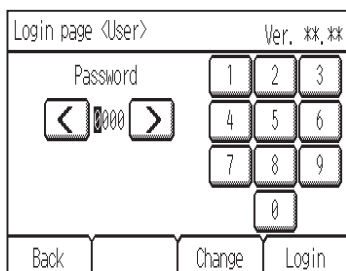 Login page <User> Ver. **.**
Password
1 2 3
< 0000 > 4 5 6
7 8 9
0
Back Change Login